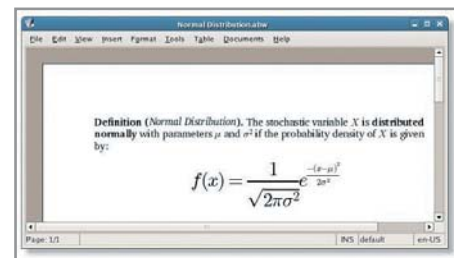 Normal Distribution.abw
File Edit View Insert Format Tools Table Documents Help
Definition (Normal Distribution). The stochastic variable X is distributed
normally with parameters μ and σ² if the probability density of X is given
by:
f(x) = 1/√(2πσ²) e^(−(x−μ)²/2σ²)
Page: 1/1 INS default en-US